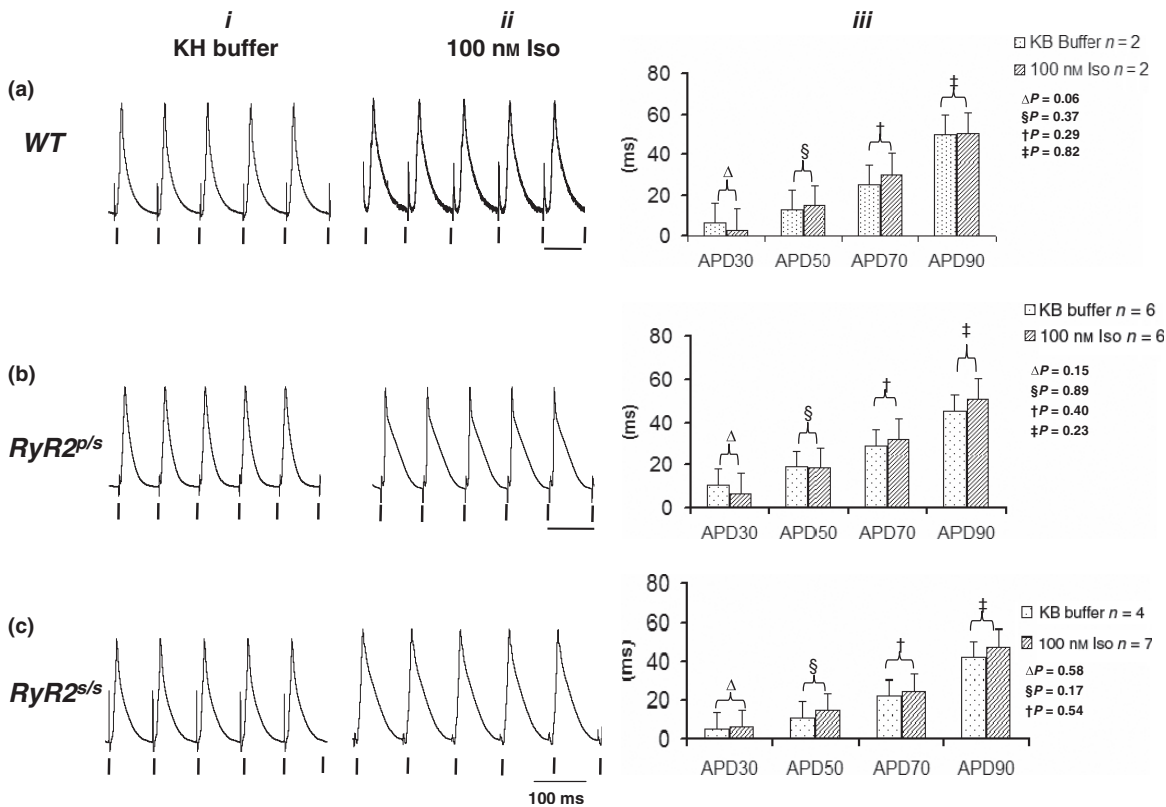 i
ii
iii
KH buffer
100 nM Iso
(a)
WT
KB Buffer n = 2
100 nM Iso n = 2
ΔP = 0.06
§P = 0.37
†P = 0.29
‡P = 0.82
80
60
40
20
0
(ms)
Δ
§
†
‡
APD30
APD50
APD70
APD90
(b)
RyR2p/s
KB buffer n = 6
100 nM Iso n = 6
ΔP = 0.15
§P = 0.89
†P = 0.40
‡P = 0.23
80
60
40
20
0
(ms)
Δ
§
†
‡
APD30
APD50
APD70
APD90
(c)
RyR2s/s
KB buffer n = 4
100 nM Iso n = 7
ΔP = 0.58
§P = 0.17
†P = 0.54
80
60
40
20
0
(ms)
Δ
§
†
‡
APD30
APD50
APD70
APD90
100 ms